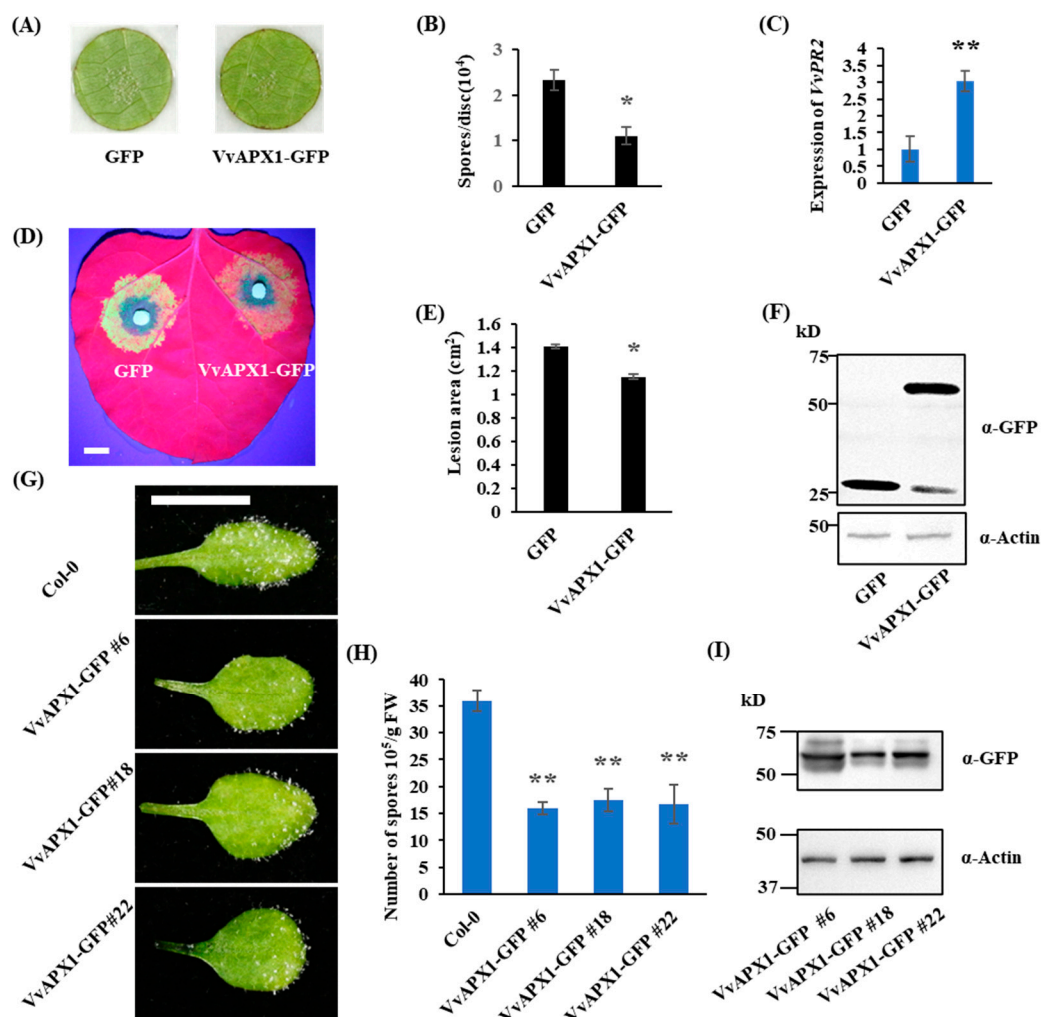 (A)
GFP
VvAPX1-GFP
(B)
Spores/disc(10⁴)
3
2
1
0
*
GFP
VvAPX1-GFP
(C)
Expression of VvPR2
4
3.5
3
2.5
2
1.5
1
0.5
0
**
GFP
VvAPX1-GFP
(D)
GFP
VvAPX1-GFP
(E)
Lesion area (cm²)
1.6
1.4
1.2
1
0.8
0.6
0.4
0.2
0
*
GFP
VvAPX1-GFP
(F)
kD
75
50
25
α-GFP
50
α-Actin
GFP
VvAPX1-GFP
(G)
Col-0
VvAPX1-GFP #6
VvAPX1-GFP#18
VvAPX1-GFP#22
(H)
Number of spores 10⁵/g FW
40
35
30
25
20
15
10
5
0
**
**
**
Col-0
VvAPX1-GFP #6
VvAPX1-GFP #18
VvAPX1-GFP #22
(I)
kD
75
50
α-GFP
50
37
α-Actin
VvAPX1-GFP #6
VvAPX1-GFP #18
VvAPX1-GFP #22